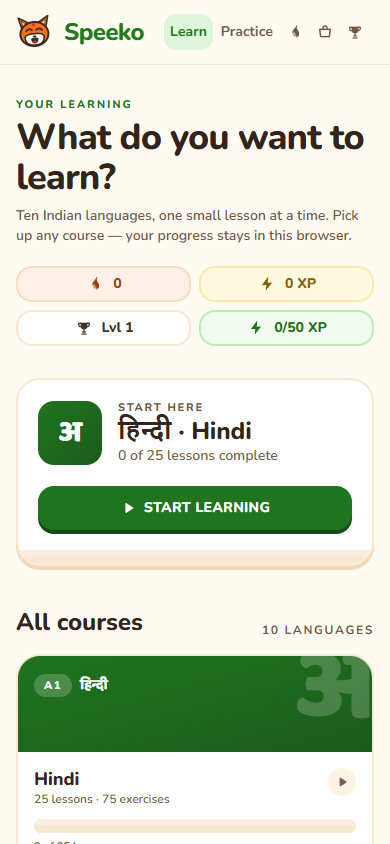 Speeko
Learn
Practice
YOUR LEARNING
What do you want to
learn?
Ten Indian languages, one small lesson at a time. Pick
up any course — your progress stays in this browser.
0
0 XP
Lvl 1
0/50 XP
अ
START HERE
हिन्दी · Hindi
0 of 25 lessons complete
START LEARNING
All courses
10 LANGUAGES
A1
हिन्दी
अ
Hindi
25 lessons · 75 exercises